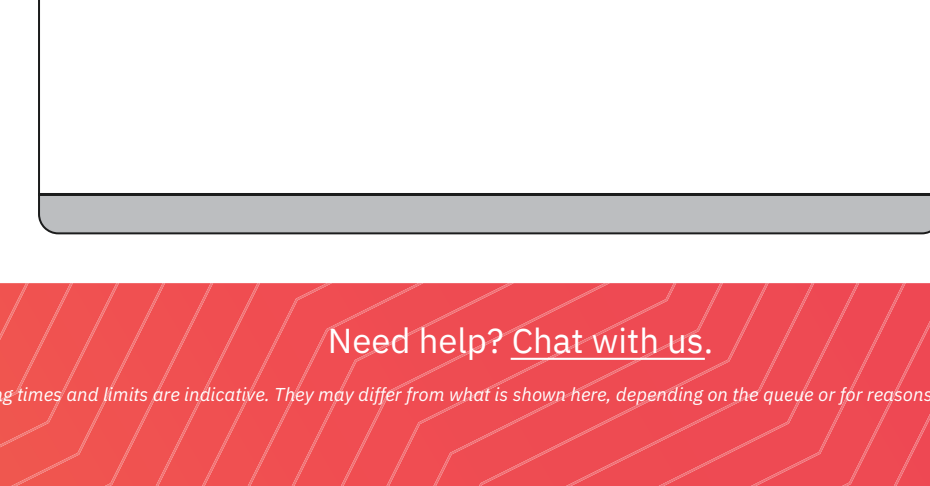 Need help? Chat with us.
times and limits are indicative. They may differ from what is shown here, depending on the queue or for reasons